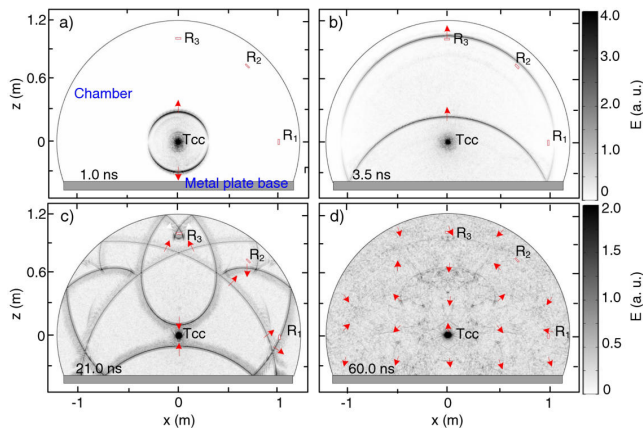 a)
b)
c)
d)
1.2
0.6
0
z (m)
Chamber
R3
R2
R1
Tcc
1.0 ns
Metal plate base
R3
R2
R1
Tcc
3.5 ns
4.0
3.0
2.0
1.0
0.0
E (a. u.)
1.2
0.6
0
z (m)
R3
R2
R1
Tcc
21.0 ns
-1
0
1
x (m)
R3
R2
R1
Tcc
60.0 ns
-1
0
1
x (m)
2.0
1.0
0
E (a. u.)